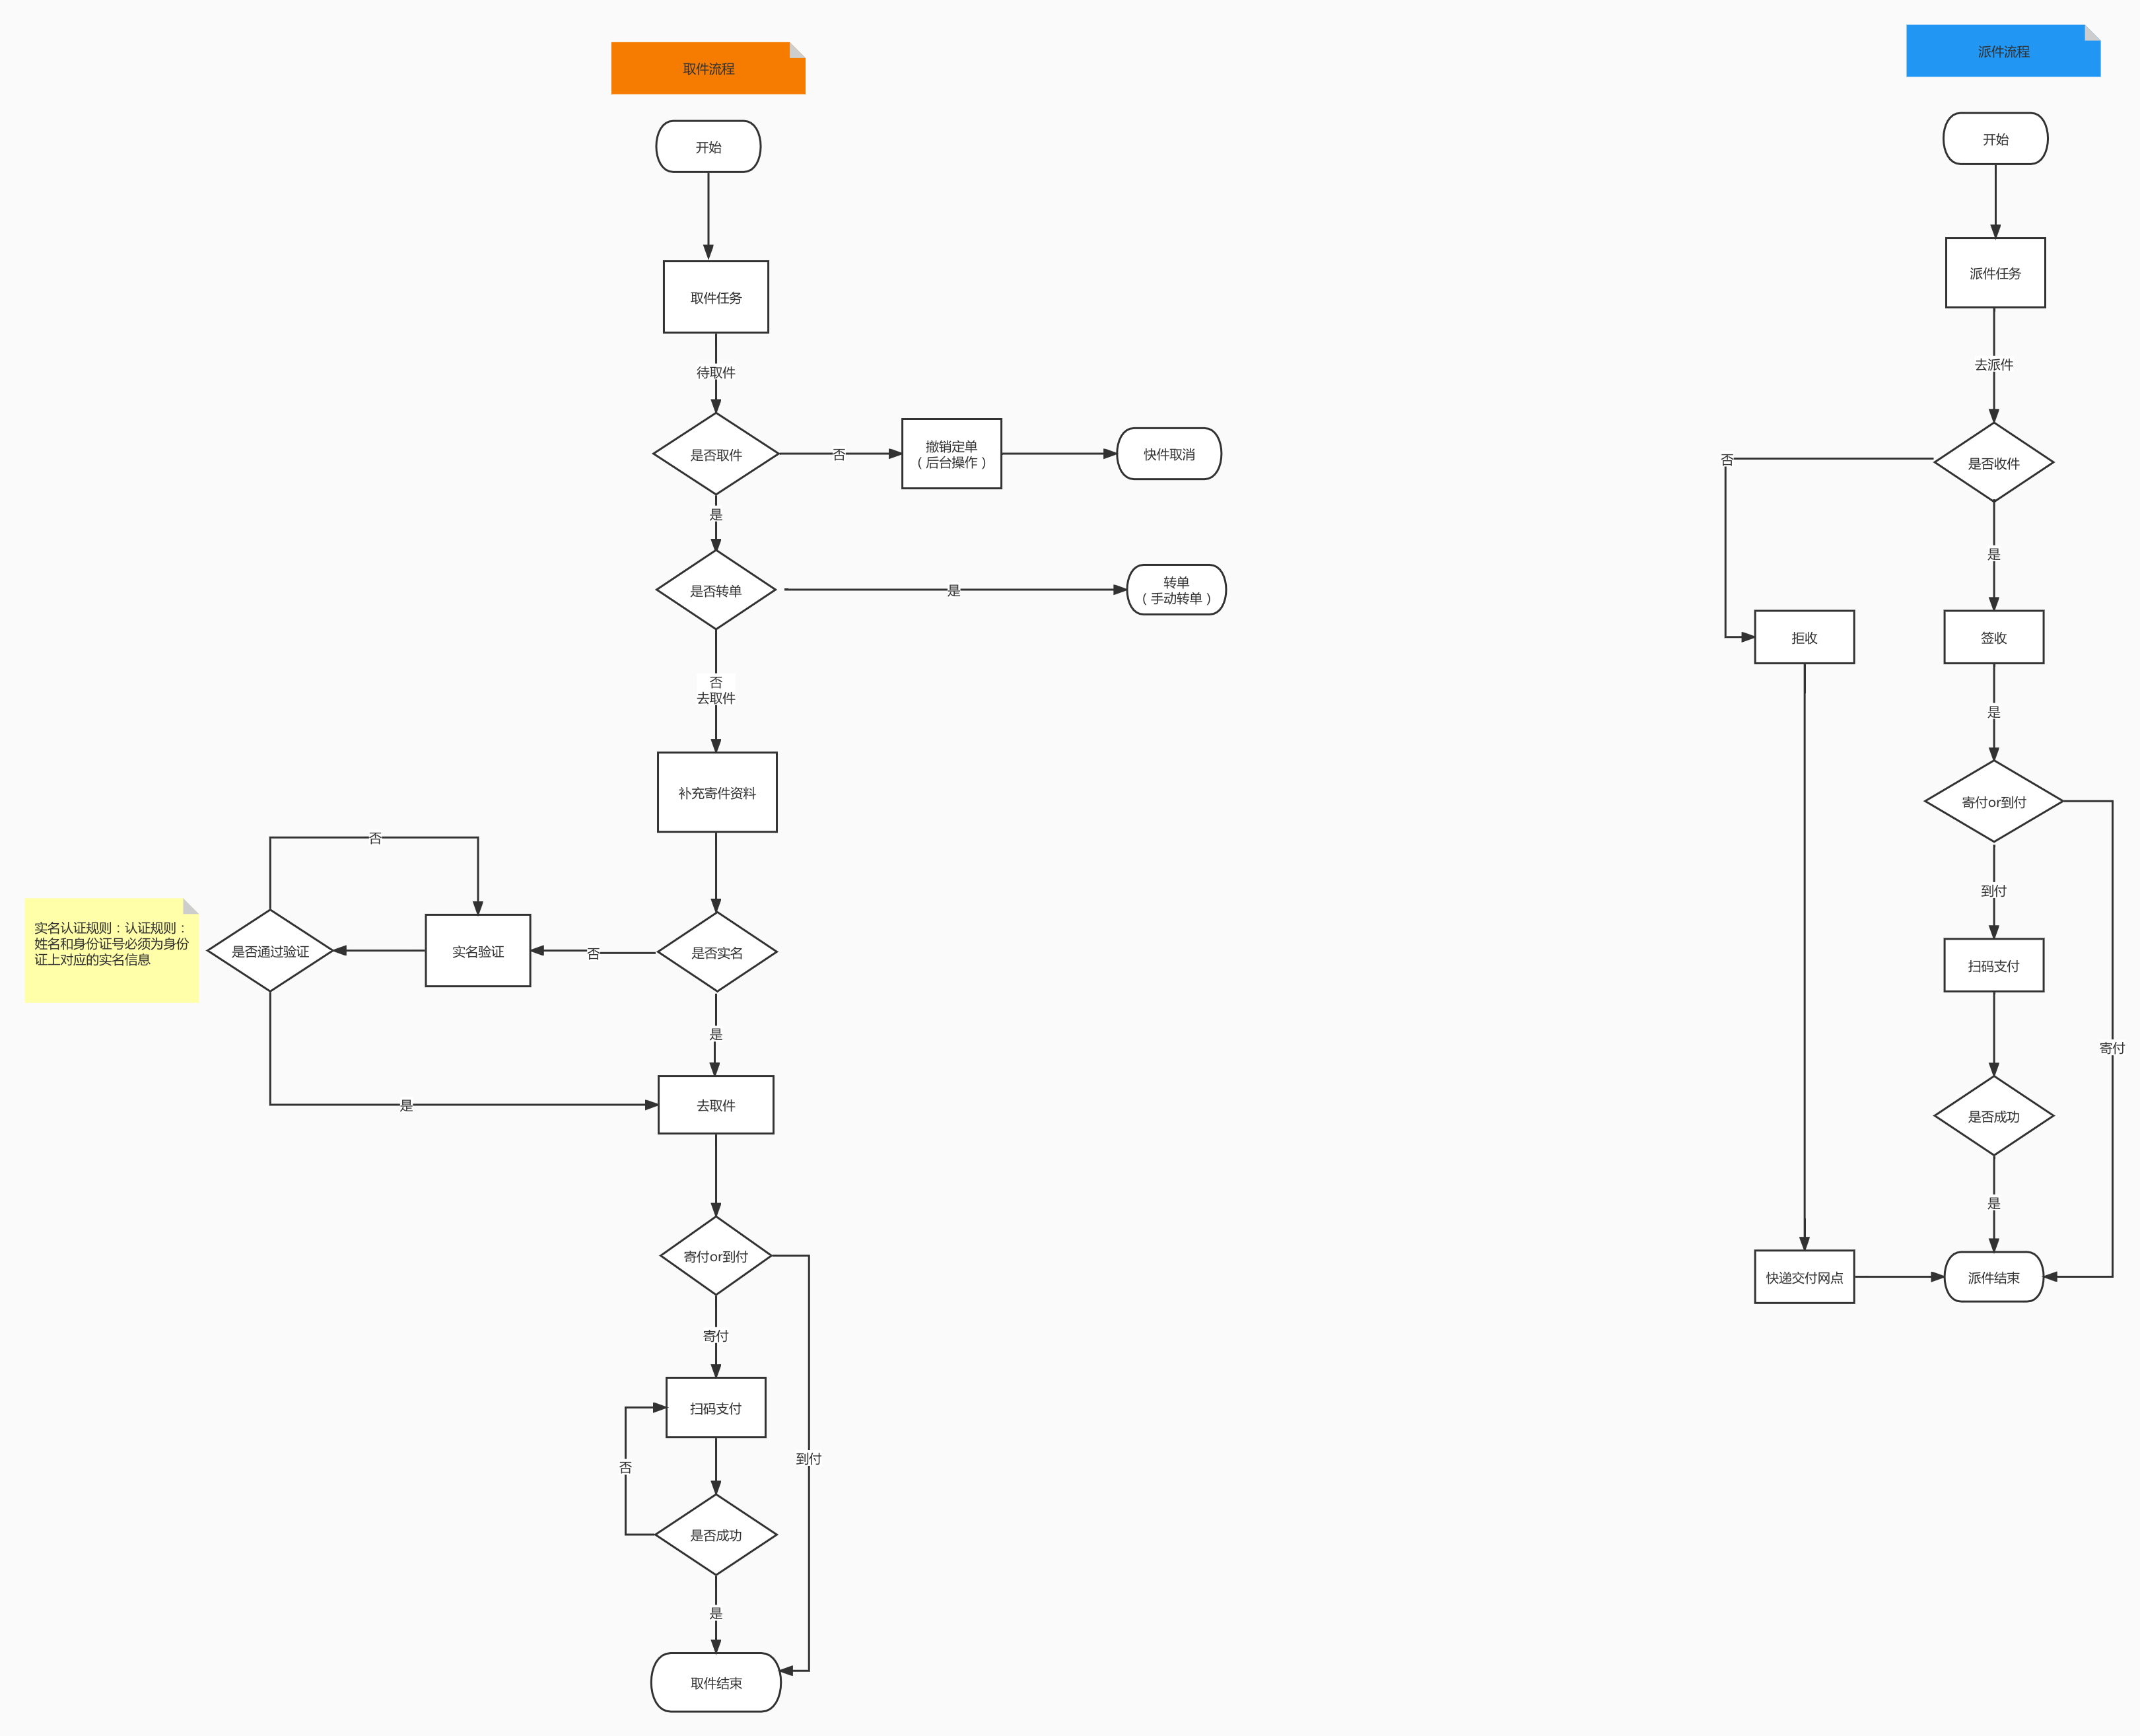 取件流程
开始
取件任务
待取件
是否取件
否
撤销定单
（后台操作）
快件取消
是
是否转单
是
转单
（手动转单）
否
去取件
补充寄件资料
是否实名
否
实名验证
是否通过验证
否
实名认证规则：认证规则：
姓名和身份证号必须为身份
证上对应的实名信息
是
是
去取件
寄付or到付
寄付
到付
扫码支付
否
是否成功
是
取件结束
派件流程
开始
派件任务
去派件
是否收件
否
是
拒收
签收
是
寄付or到付
到付
寄付
扫码支付
是否成功
是
快递交付网点
派件结束